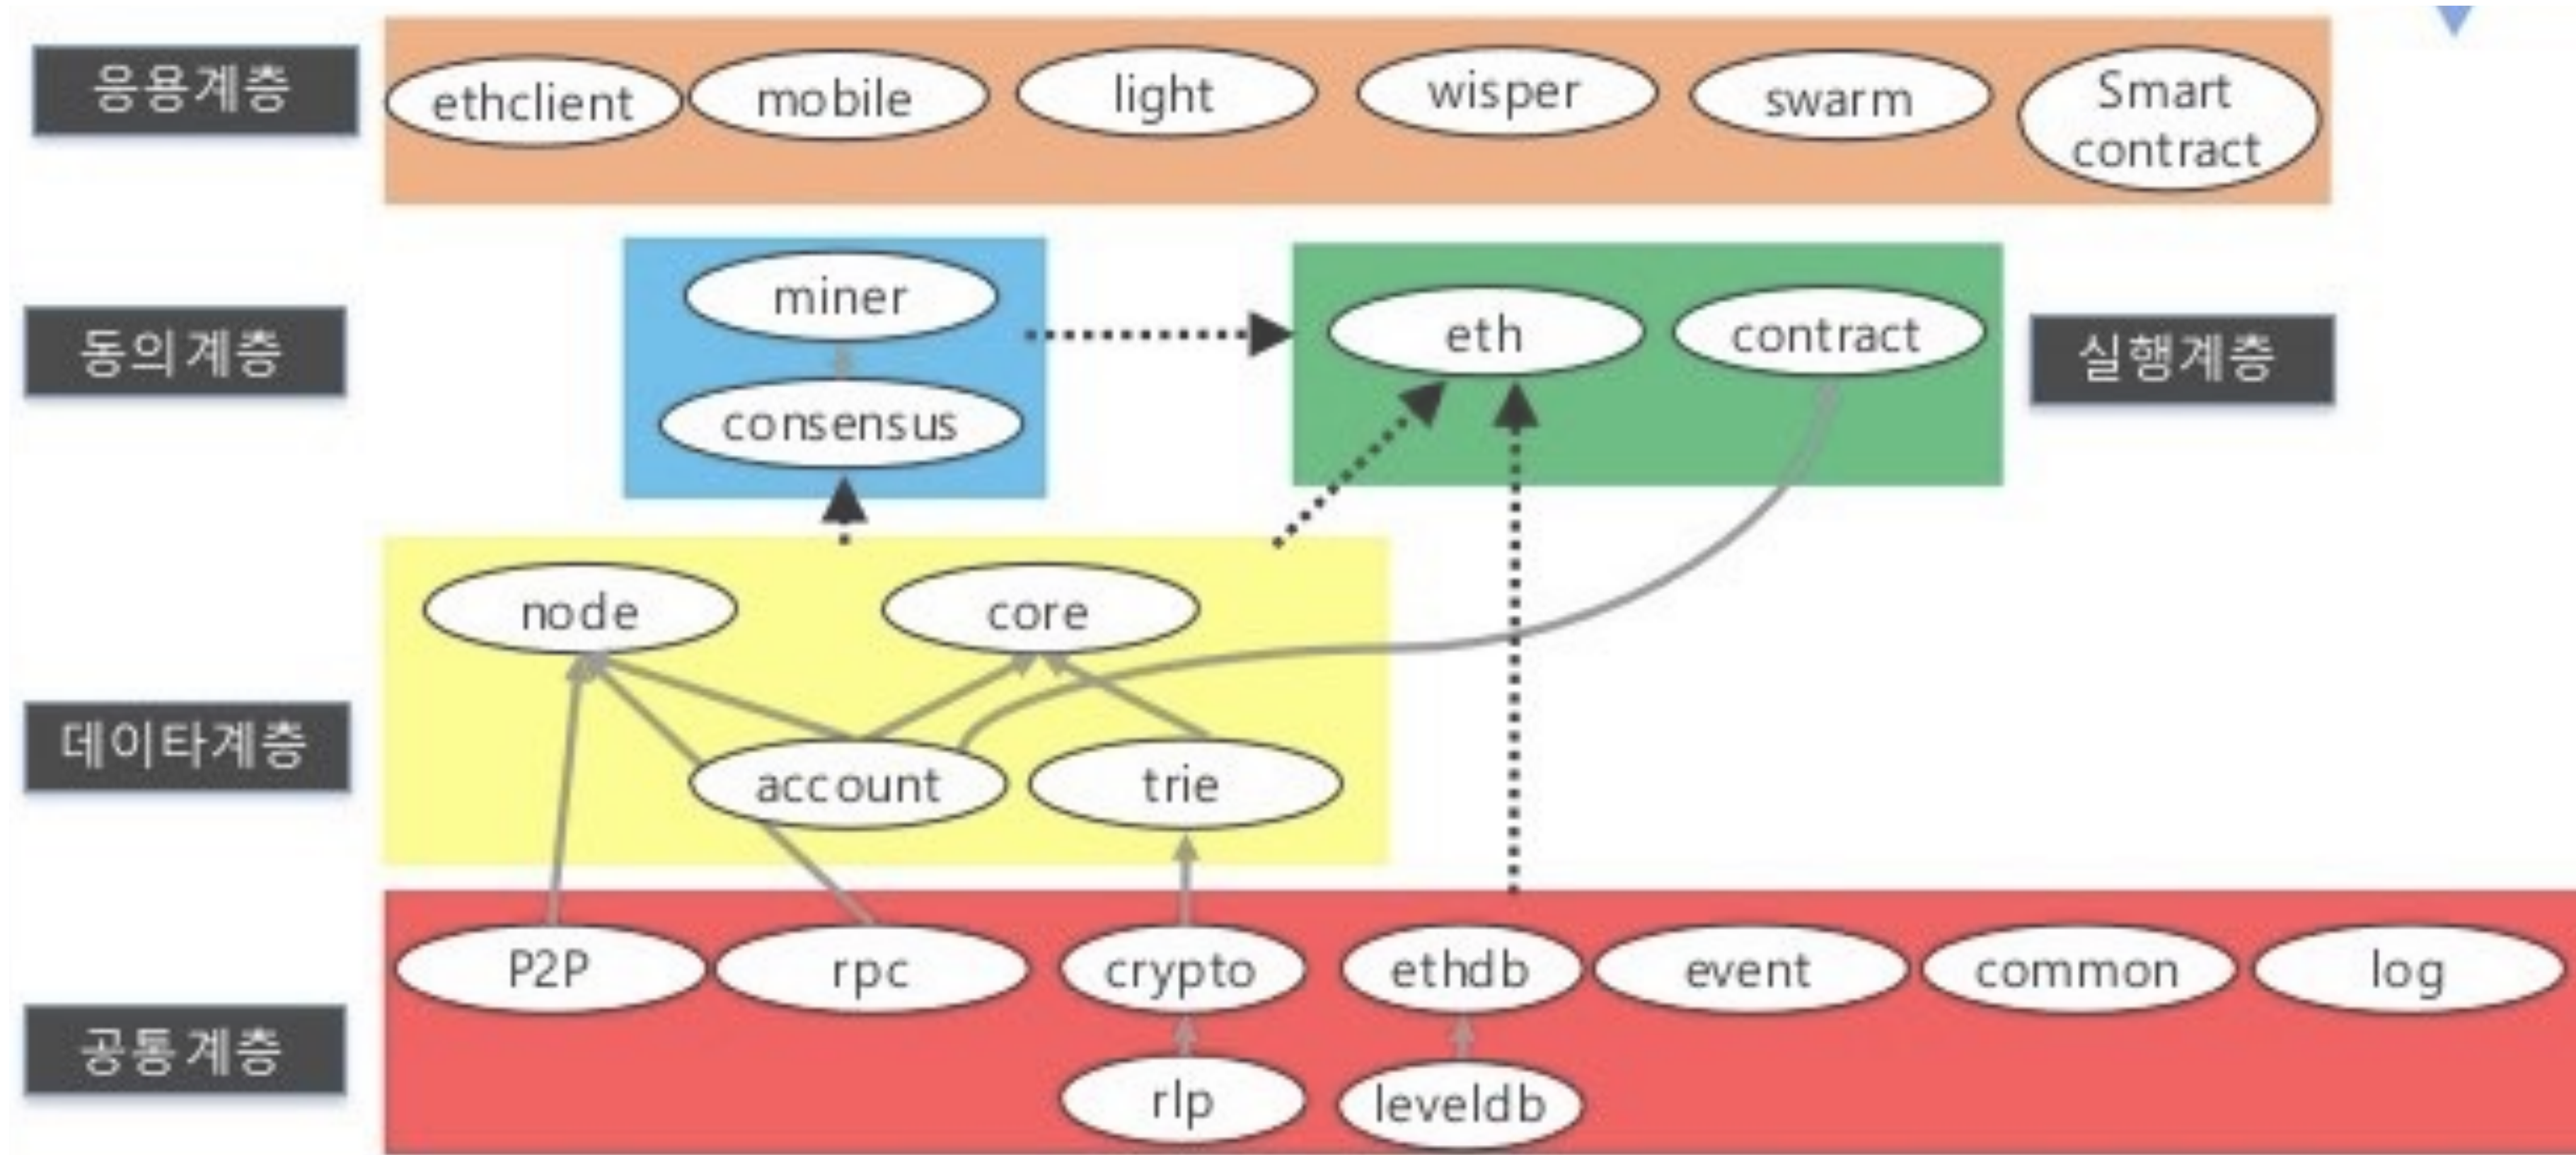 응용계층
ethclient
mobile
light
wisper
swarm
Smart
contract
동의계층
miner
consensus
eth
contract
실행계층
데이타계층
node
core
account
trie
공통계층
P2P
rpc
crypto
ethdb
event
common
log
rlp
leveldb